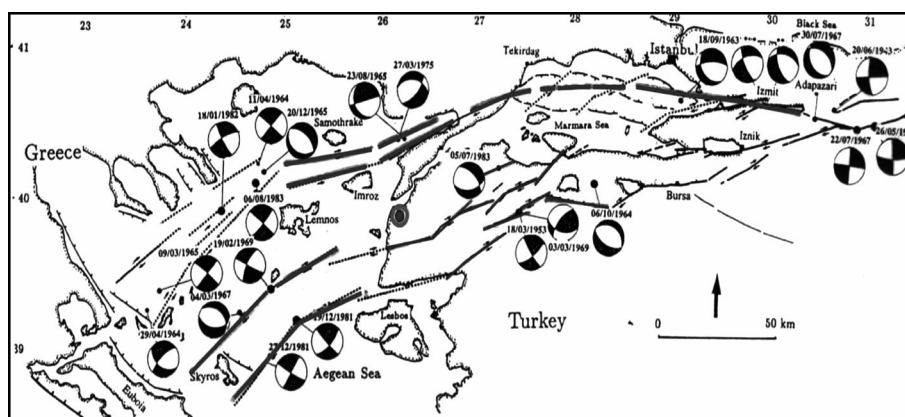 23
24
25
26
27
28
29
30
31
41
40
39
Black Sea
30/07/1967
18/09/1963
20/06/1943
Istanbul
Izmit
Adapazari
Tekirdag
27/03/1975
23/08/1965
11/04/1964
18/01/1982
20/12/1965
Samothrake
Greece
Marmara Sea
Iznik
22/07/1967
26/05/19
05/07/1983
Imroz
Bursa
06/08/1983
Lemnos
06/10/1964
18/03/1953
03/03/1969
09/03/1965
19/02/1969
04/03/1967
29/04/1964
19/12/1981
27/12/1981
Lesbos
Turkey
0
50 km
Skyros
Aegean Sea
Euboia